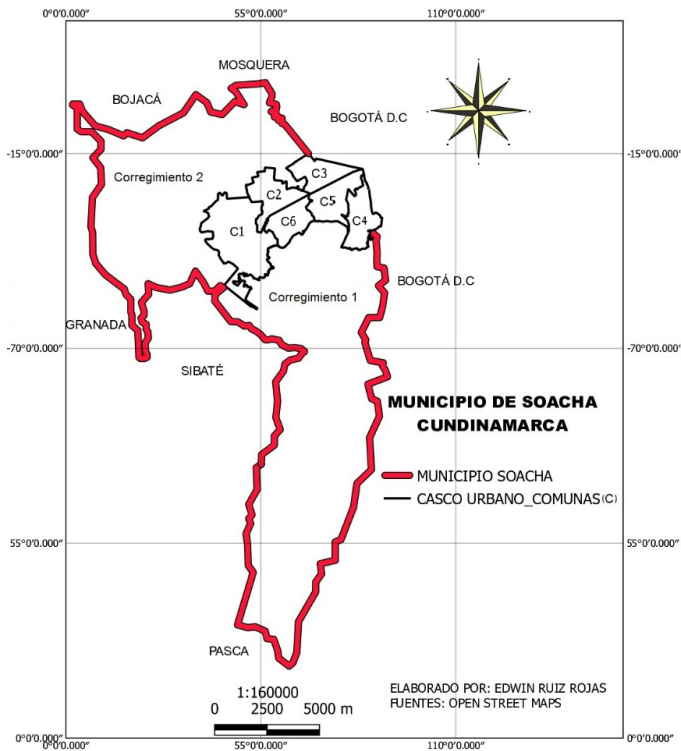 0°0'0.000"
55°0'0.000"
110°0'0.000"
MOSQUERA
BOJACÁ
BOGOTÁ D.C
-15°0'0.000"
-15°0'0.000"
C3
Corregimiento 2
C2
C5
C4
C6
C1
BOGOTÁ D.C
Corregimiento 1
GRANADA
-70°0'0.000"
-70°0'0.000"
SIBATÉ
MUNICIPIO DE SOACHA
CUNDINAMARCA
MUNICIPIO SOACHA
CASCO URBANO_COMUNAS(C)
55°0'0.000"
55°0'0.000"
PASCA
1:160000
0 2500 5000 m
ELABORADO POR: EDWIN RUIZ ROJAS
FUENTES: OPEN STREET MAPS
0°0'0.000"
0°0'0.000"
55°0'0.000"
110°0'0.000"